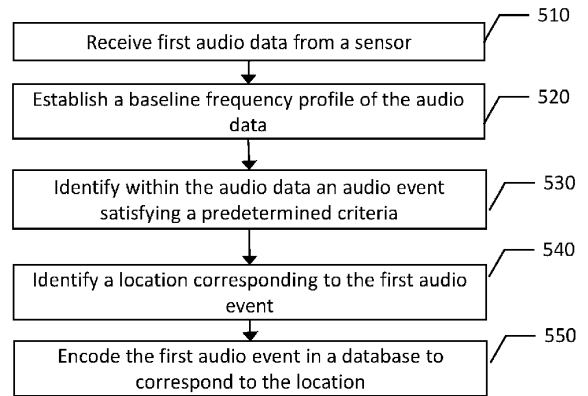 510
Receive first audio data from a sensor
520
Establish a baseline frequency profile of the audio
data
530
Identify within the audio data an audio event
satisfying a predetermined criteria
540
Identify a location corresponding to the first audio
event
550
Encode the first audio event in a database to
correspond to the location